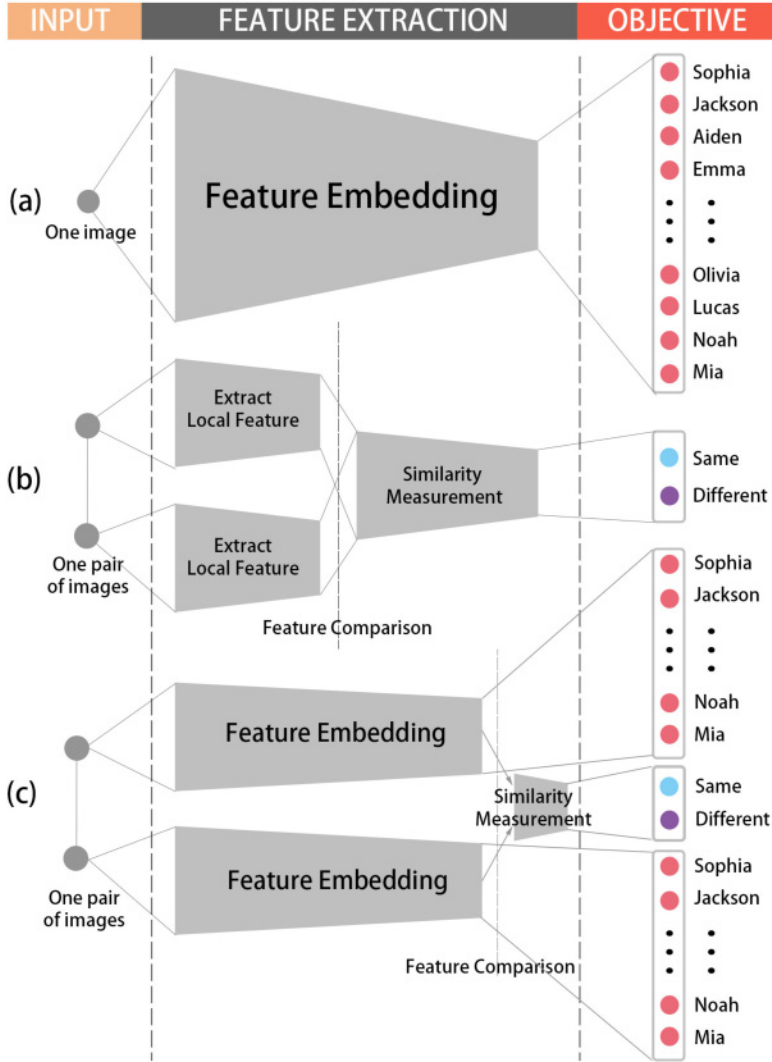 INPUT
FEATURE EXTRACTION
OBJECTIVE
(a)
One image
Feature Embedding
Sophia
Jackson
Aiden
Emma
Olivia
Lucas
Noah
Mia
(b)
One pair
of images
Extract
Local Feature
Extract
Local Feature
Similarity
Measurement
Same
Different
Feature Comparison
(c)
One pair
of images
Feature Embedding
Feature Embedding
Similarity
Measurement
Feature Comparison
Sophia
Jackson
Noah
Mia
Same
Different
Sophia
Jackson
Noah
Mia